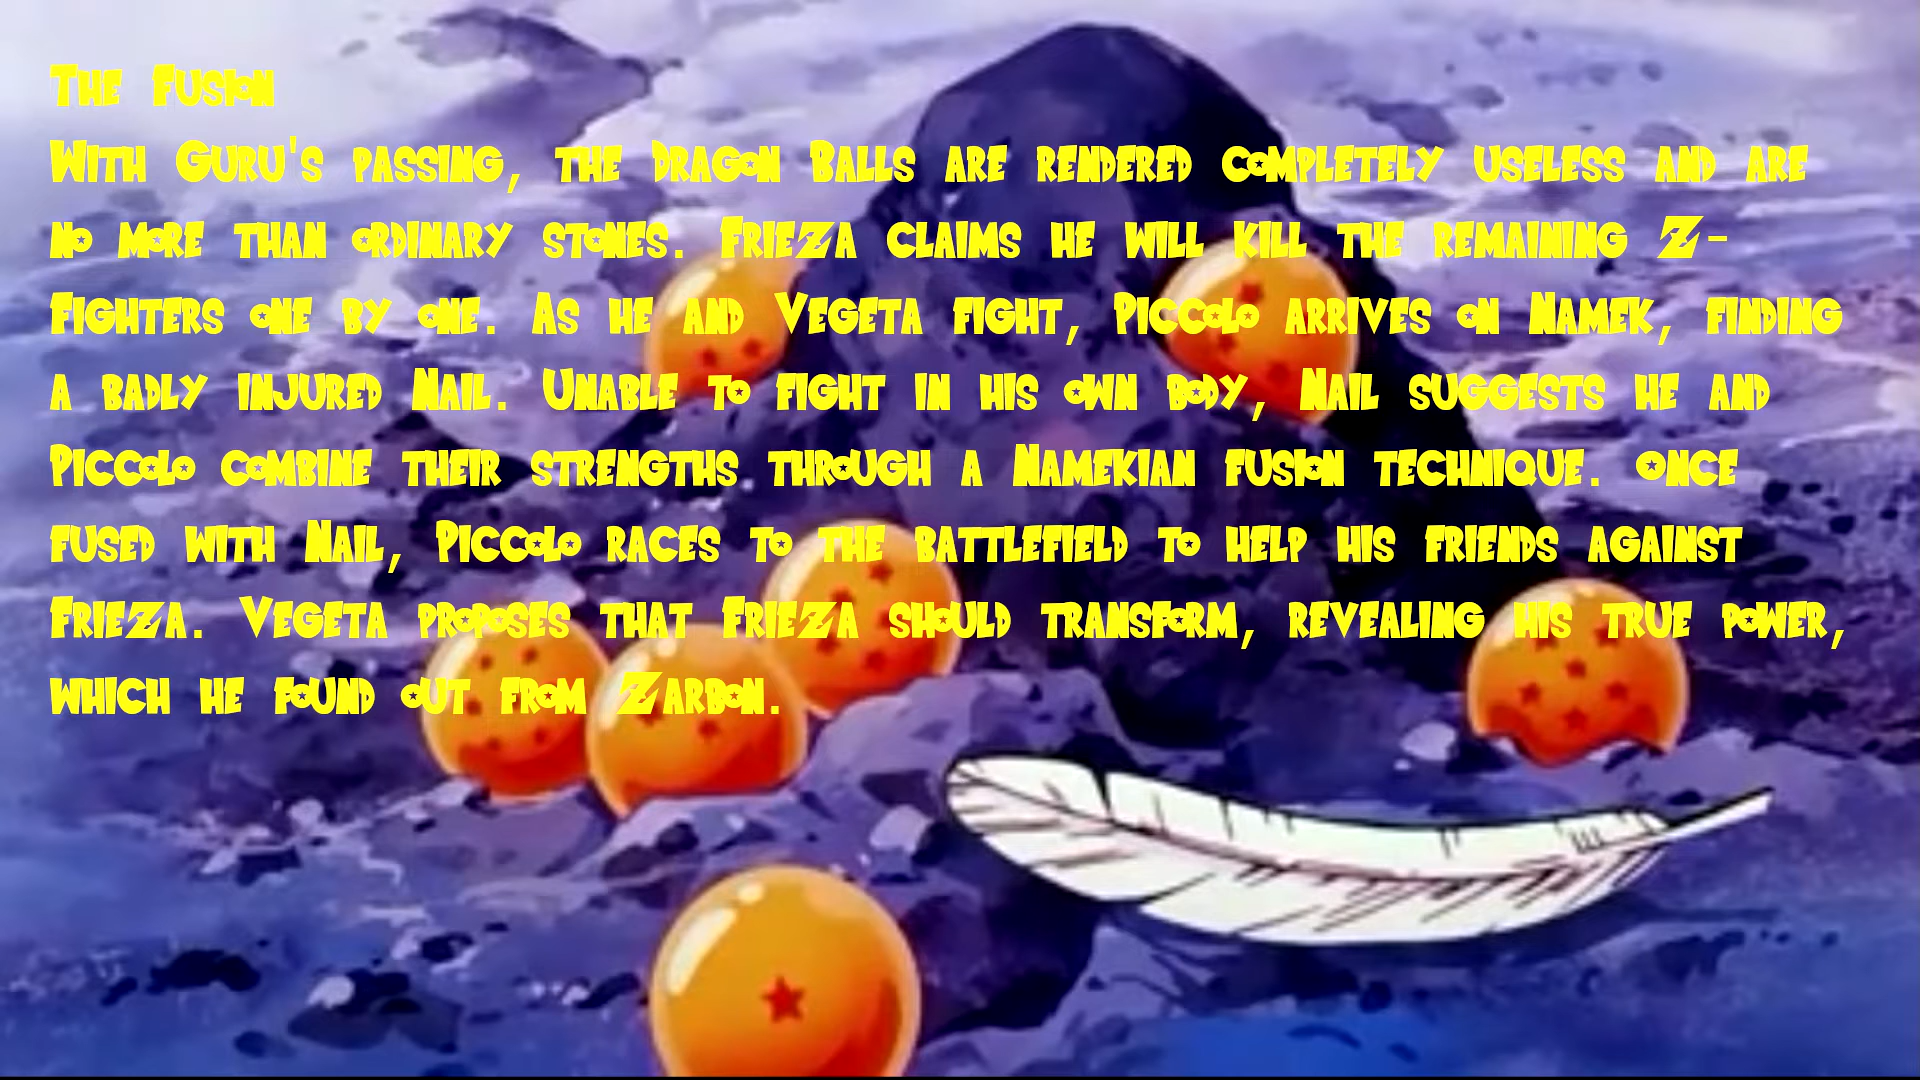 The Fusion
With Guru's passing, the Dragon Balls are rendered completely useless and are
no more than ordinary stones. Frieza claims he will kill the remaining Z-
Fighters one by one. As he and Vegeta fight, Piccolo arrives on Namek, finding
a badly injured Nail. Unable to fight in his own body, Nail suggests he and
Piccolo combine their strengths through a Namekian fusion technique. Once
fused with Nail, Piccolo races to the battlefield to help his friends against
Frieza. Vegeta proposes that Frieza should transform, revealing his true power,
which he found out from Zarbon.